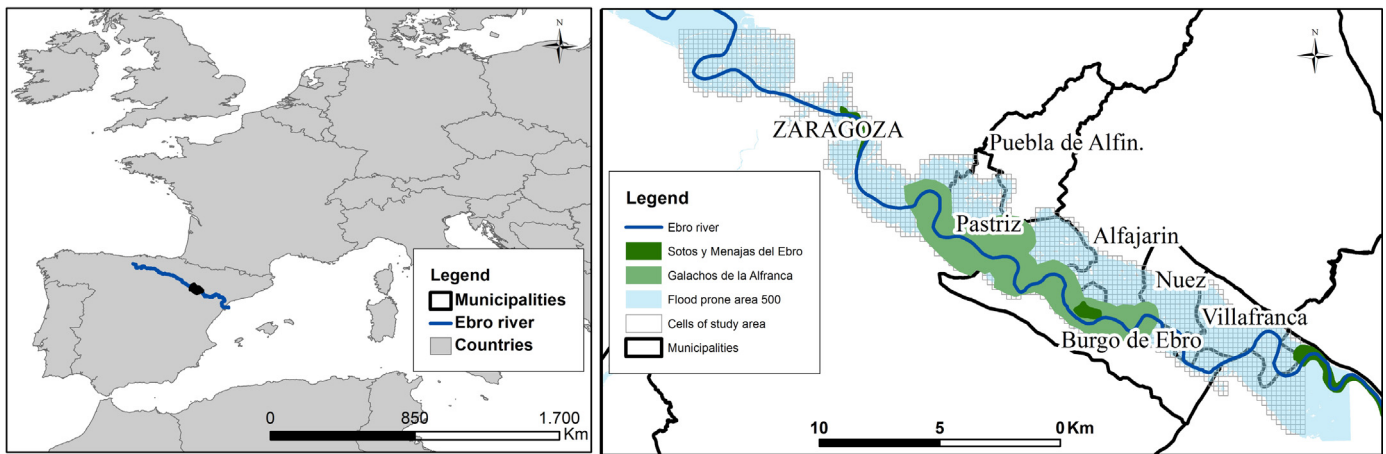 N
Legend
Municipalities
Ebro river
Countries
0 850 1.700
Km
N
ZARAGOZA
Puebla de Alfin.
Pastriz
Alfajarin
Nuez
Villafranca
Burgo de Ebro
Legend
Ebro river
Sotos y Menajas del Ebro
Galachos de la Alfranca
Flood prone area 500
Cells of study area
Municipalities
10 5 0 Km